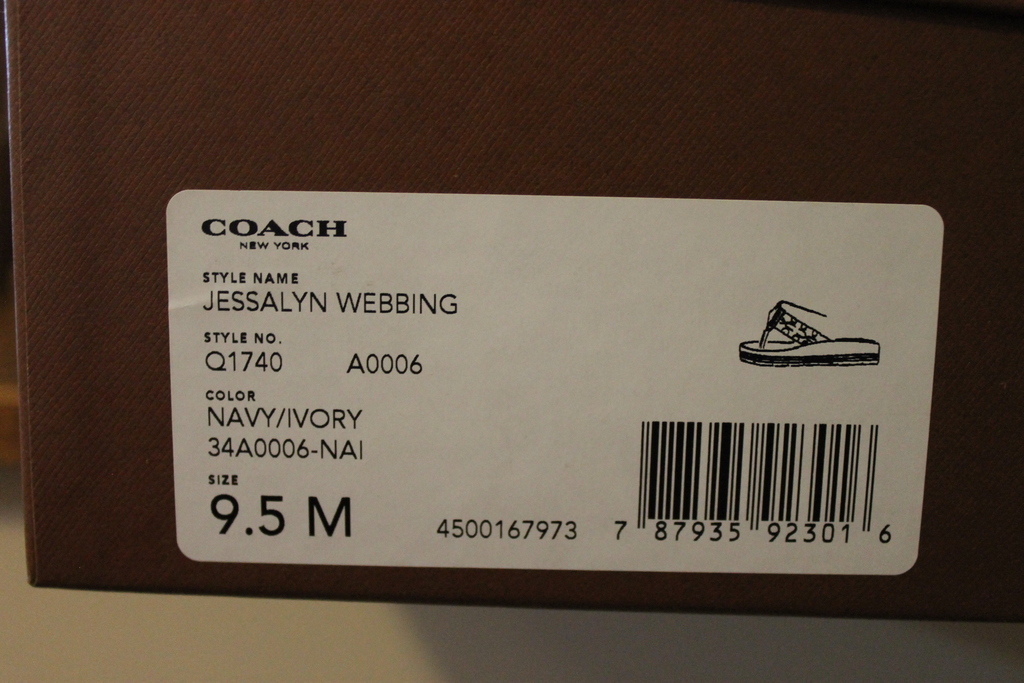 COACH
NEW YORK
STYLE NAME
JESSALYN WEBBING
STYLE NO.
Q1740 A0006
COLOR
NAVY/IVORY
34A0006-NAI
SIZE
9.5 M
4500167973
7 87935 92301 6